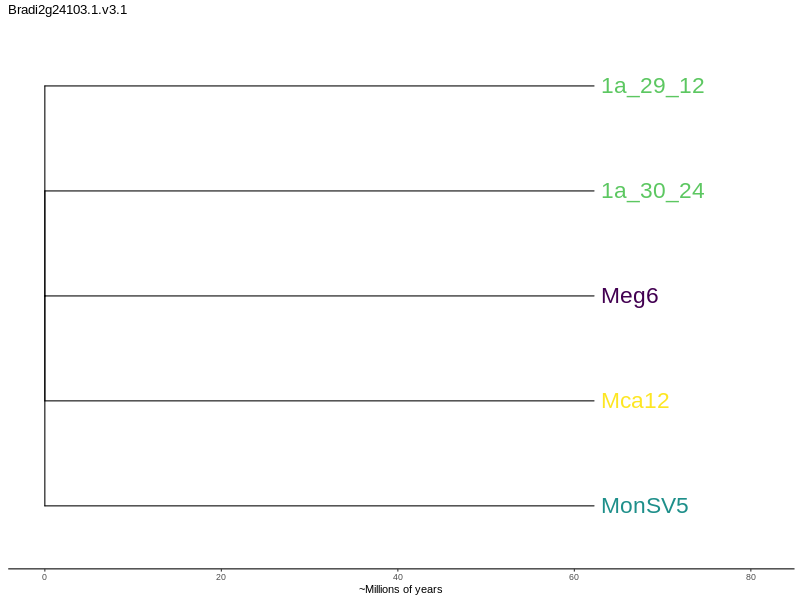 Bradi2g24103.1.v3.1
1a_29_12
1a_30_24
Meg6
Mca12
MonSV5
0 20 40 60 80
~Millions of years